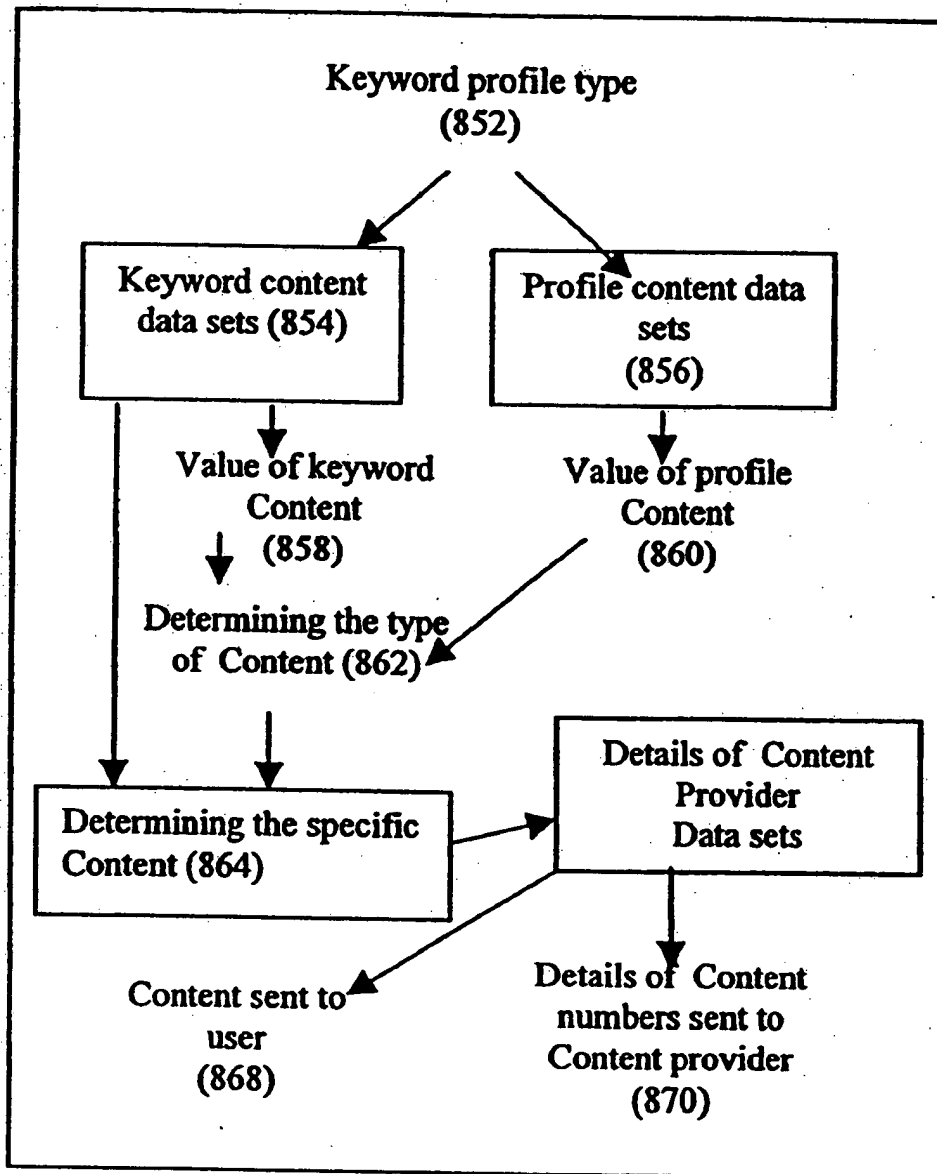 Keyword profile type
(852)
Keyword content
data sets (854)
Profile content data
sets
(856)
Value of keyword
Content
(858)
Value of profile
Content
(860)
Determining the type
of Content (862)
Determining the specific
Content (864)
Details of Content
Provider
Data sets
Content sent to
user
(868)
Details of Content
numbers sent to
Content provider
(870)